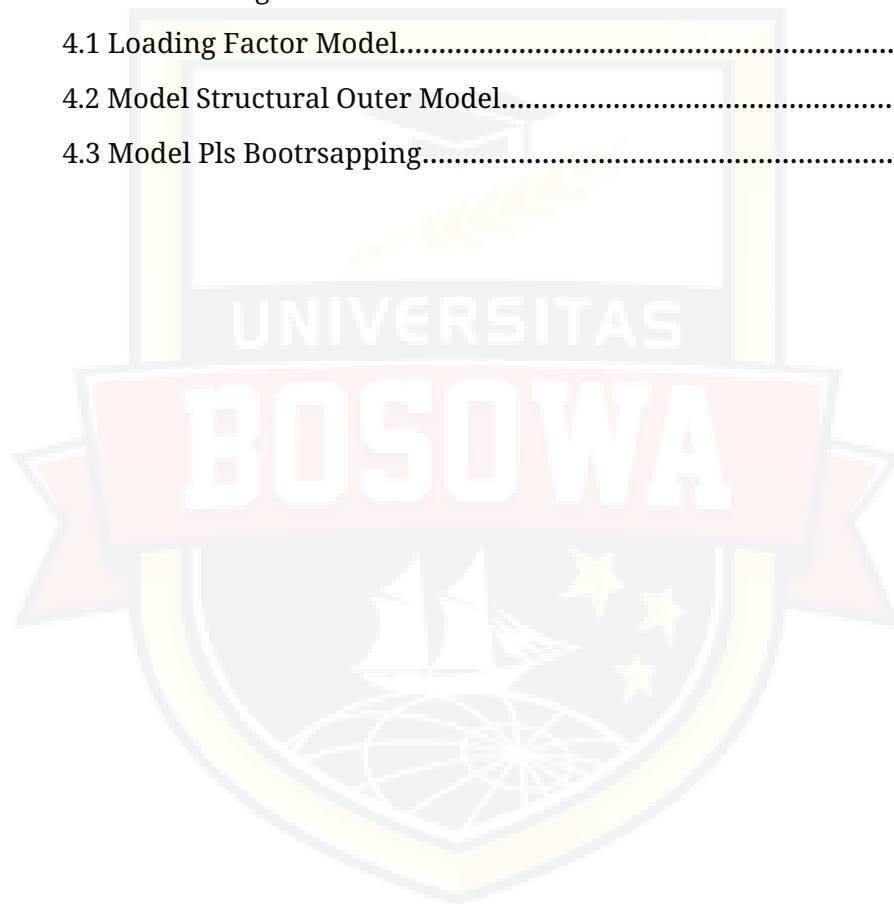 4.1 Loading Factor Model..........................................................
4.2 Model Structural Outer Model.............................................
4.3 Model Pls Bootrsapping.......................................................
UNIVERSITAS
BOSOWA